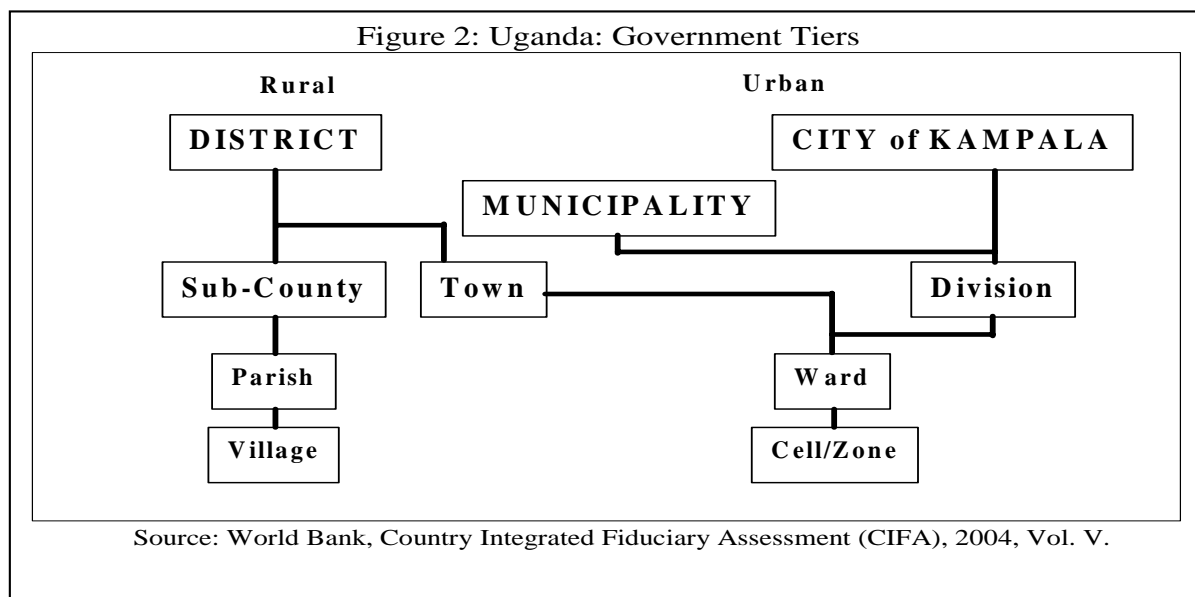 Figure 2: Uganda: Government Tiers
Rural
Urban
DISTRICT
CITY of KAMPALA
MUNICIPALITY
Sub-County
Town
Division
Parish
Ward
Village
Cell/Zone
Source: World Bank, Country Integrated Fiduciary Assessment (CIFA), 2004, Vol. V.